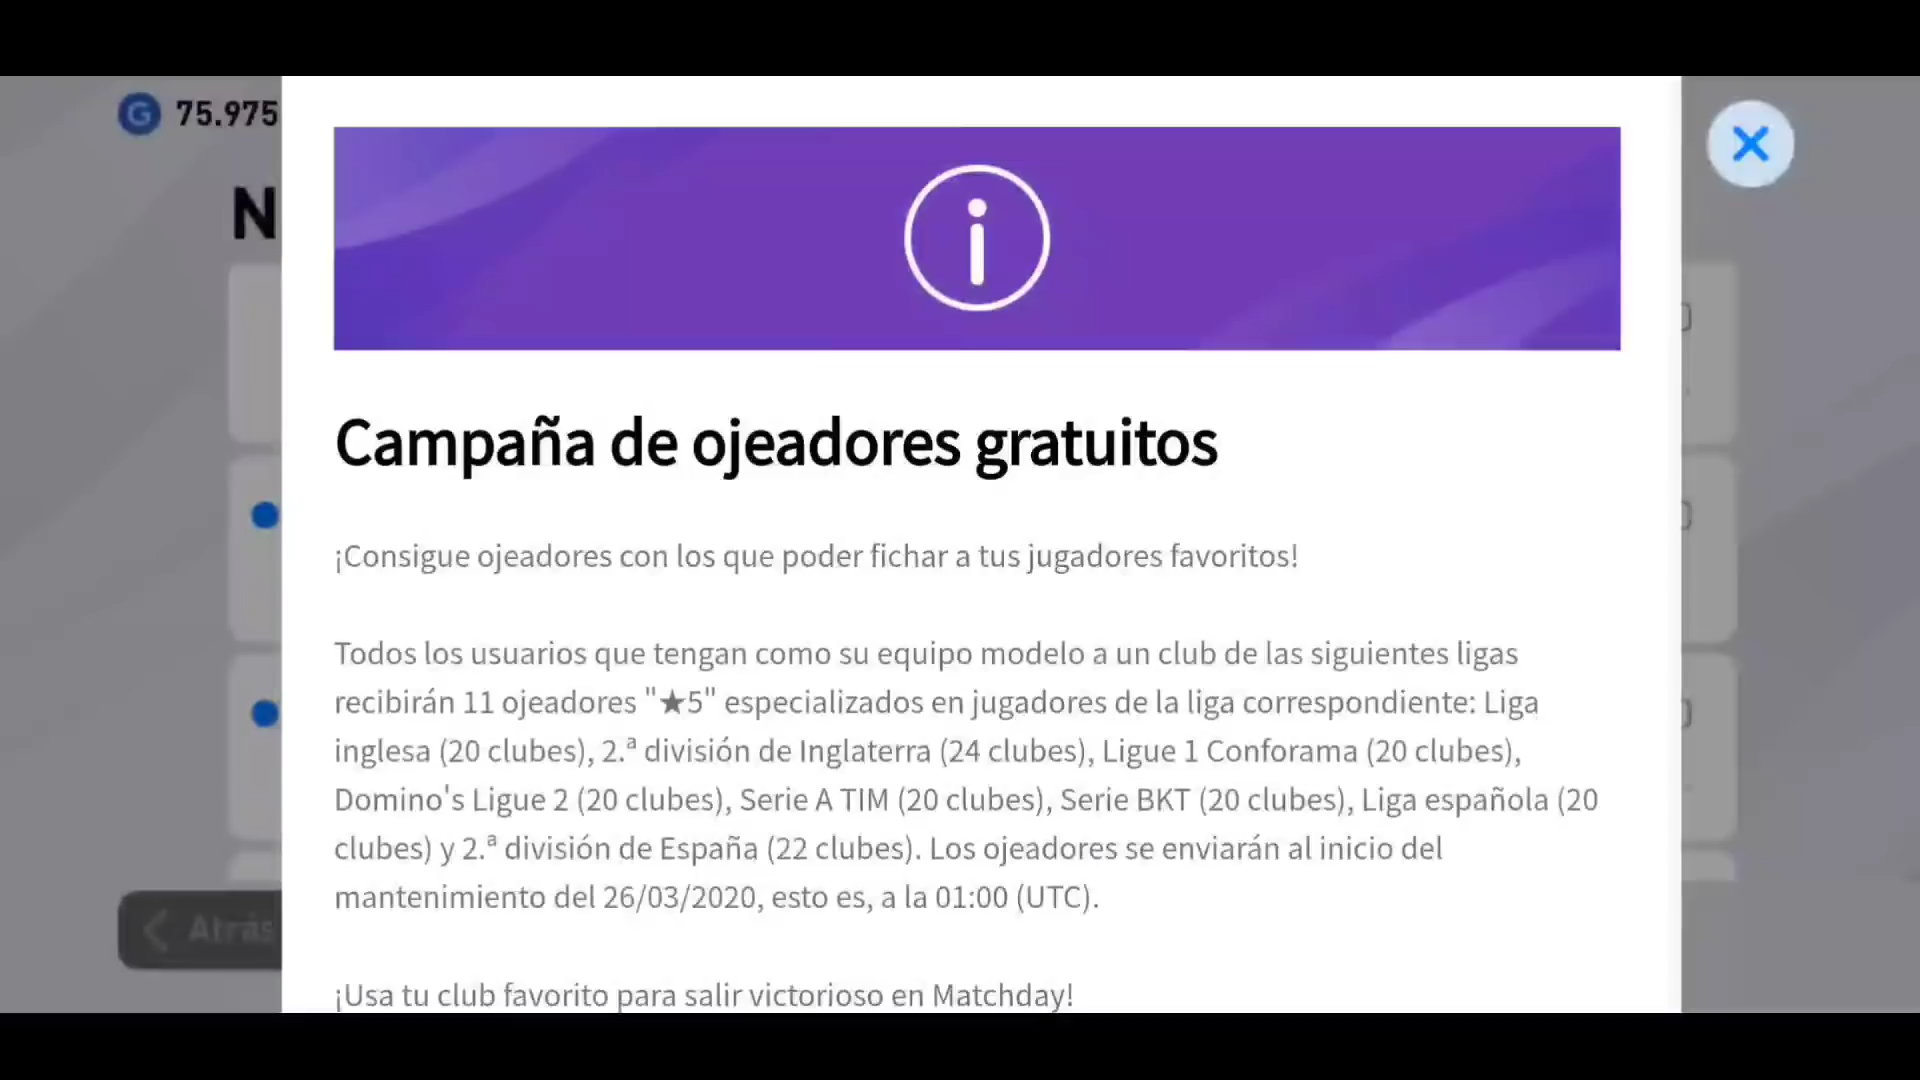 G 75.975
N
Campaña de ojeadores gratuitos
¡Consigue ojeadores con los que poder fichar a tus jugadores favoritos!
Todos los usuarios que tengan como su equipo modelo a un club de las siguientes ligas
recibirán 11 ojeadores "★5" especializados en jugadores de la liga correspondiente: Liga
inglesa (20 clubes), 2.ª división de Inglaterra (24 clubes), Ligue 1 Conforama (20 clubes),
Domino's Ligue 2 (20 clubes), Serie A TIM (20 clubes), Serie BKT (20 clubes), Liga española (20
clubes) y 2.ª división de España (22 clubes). Los ojeadores se enviarán al inicio del
mantenimiento del 26/03/2020, esto es, a la 01:00 (UTC).
Atrás
¡Usa tu club favorito para salir victorioso en Matchday!